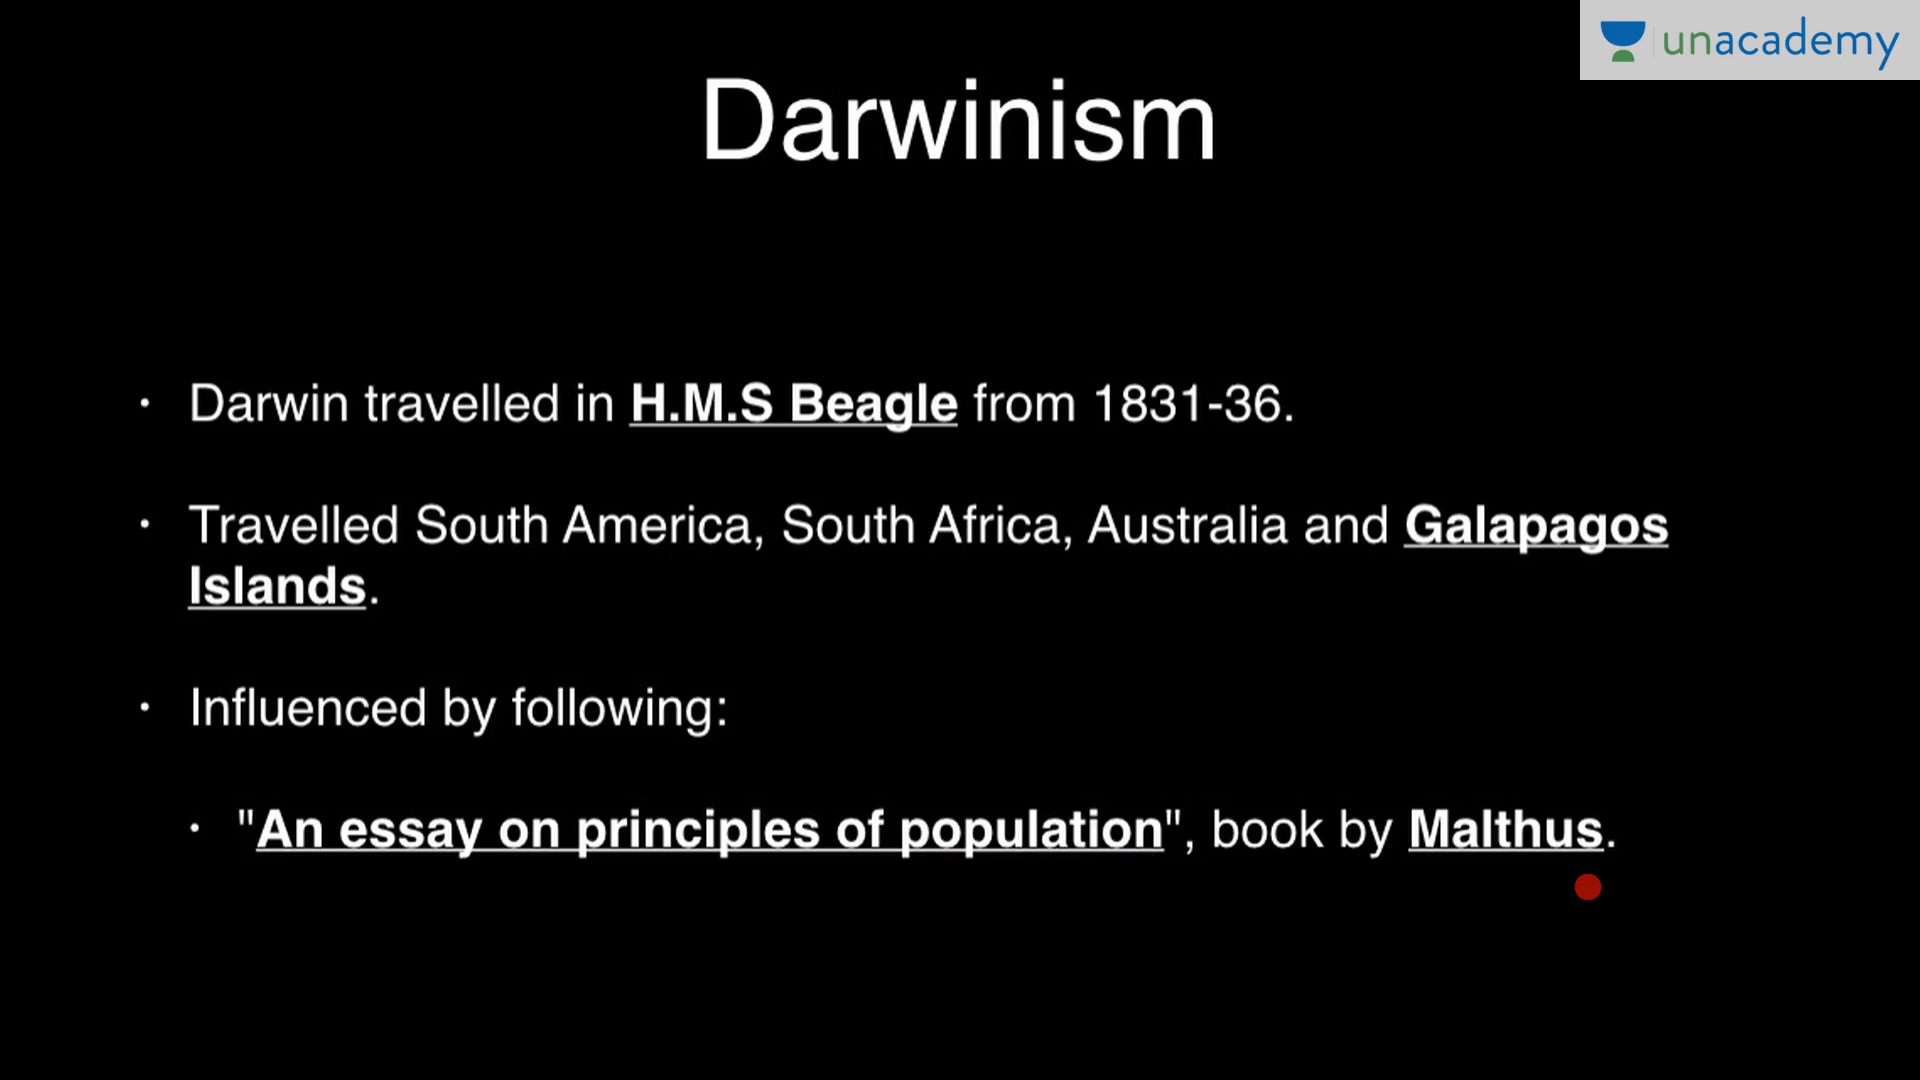 unacademy
Darwinism
• Darwin travelled in H.M.S Beagle from 1831-36.
• Travelled South America, South Africa, Australia and Galapagos
Islands.
• Influenced by following:
• "An essay on principles of population", book by Malthus.